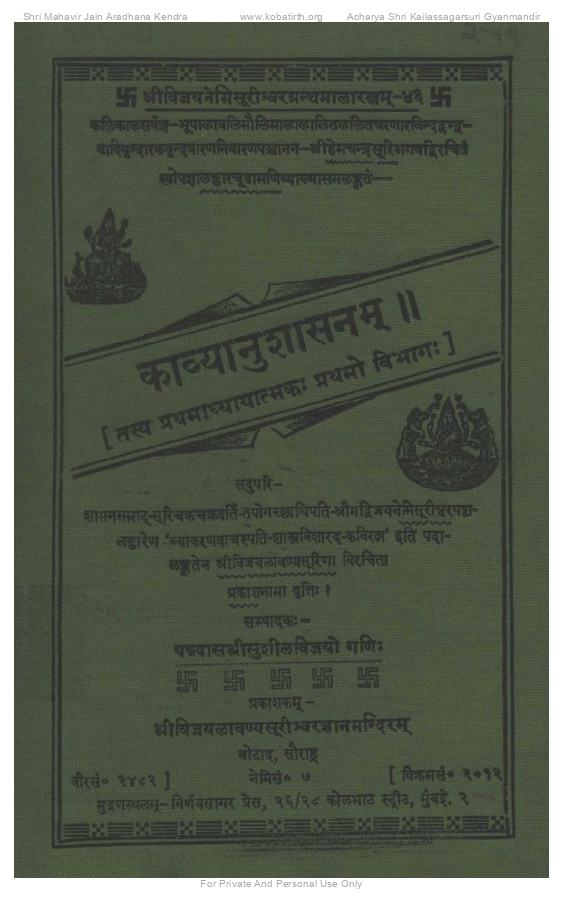 Shri Mahavir Jain Aradhana Kendra www.kobatirth.org Acharya Shri Kailassagarsuri Gyanmandir
श्रीविजयनेमिसूरीश्वरग्रन्थमालारत्नम्-४६
कलिकालसर्वज्ञ-भूपालावलिमौलिमालालालितललितचरणारविन्दद्वन्द्व-
वादिवृन्दारकवृन्दवारणनिवारणपञ्चानन-श्रीहेमचन्द्रसूरिभगवद्विरचितं
स्वोपज्ञालङ्कारचूडामणिव्याख्यासमलङ्कृतं—
काव्यानुशासनम् ॥
[ तस्य प्रथमाध्यायात्मकः प्रथमो विभागः ]
तदुपरि-
शासनसम्राट्-सूरिचक्रचक्रवर्ति-तपोगच्छाधिपति-श्रीमद्विजयनेमिसूरीश्वरपट्टा-
लङ्कारेण 'व्याकरणवाचस्पति-शास्त्रविशारद-कविरत्न' इति पदा-
लङ्कृतेन श्रीविजयलावण्यसूरिणा विरचिता
प्रकाशनामा वृत्तिः ।
सम्पादकः-
पन्न्यासश्रीसुशीलविजयो गणिः
प्रकाशकम् -
श्रीविजयलावण्यसूरीश्वरज्ञानमन्दिरम्
बोटाद, सौराष्ट्र
वीरसं० २४८२ ] नेमिसं० ७ [ विक्रमसं० २०१२
मुद्रणस्थलम्-निर्णयसागर प्रेस, २६/२८ कोलभाट स्ट्रीट, मुंबई. २
For Private And Personal Use Only